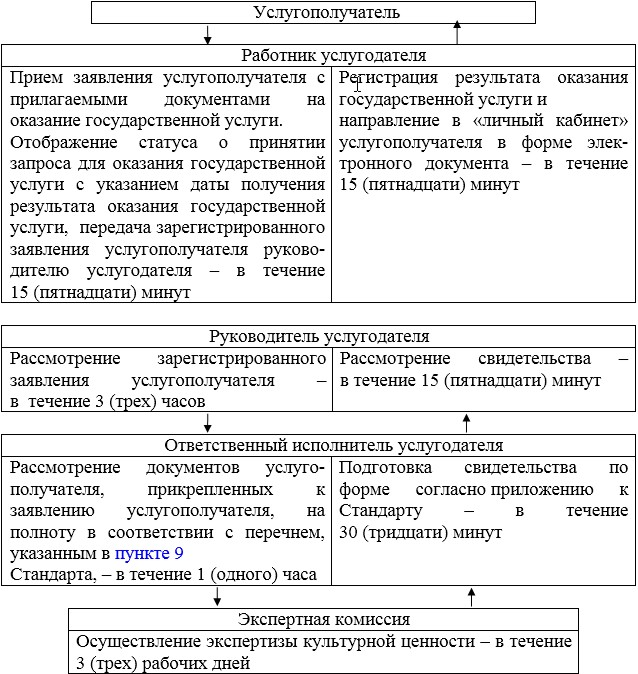 Услугополучатель
Работник услугодателя
Прием заявления услугополучателя с
прилагаемыми документами на
оказание государственной услуги.
Отображение статуса о принятии
запроса для оказания государственной
услуги с указанием даты получения
результата оказания государственной
услуги, передача зарегистрированного
заявления услугополучателя руково-
дителю услугодателя – в течение
15 (пятнадцати) минут
Регистрация результата оказания
государственной услуги и
направление в «личный кабинет»
услугополучателя в форме элек-
тронного документа – в течение
15 (пятнадцати) минут
Руководитель услугодателя
Рассмотрение зарегистрированного
заявления услугополучателя –
в течение 3 (трех) часов
Рассмотрение свидетельства –
в течение 15 (пятнадцати) минут
Ответственный исполнитель услугодателя
Рассмотрение документов услуго-
получателя, прикрепленных к
заявлению услугополучателя, на
полноту в соответствии с перечнем,
указанным в пункте 9
Стандарта, – в течение 1 (одного) часа
Подготовка свидетельства по
форме согласно приложению к
Стандарту – в течение
30 (тридцати) минут
Экспертная комиссия
Осуществление экспертизы культурной ценности – в течение
3 (трех) рабочих дней